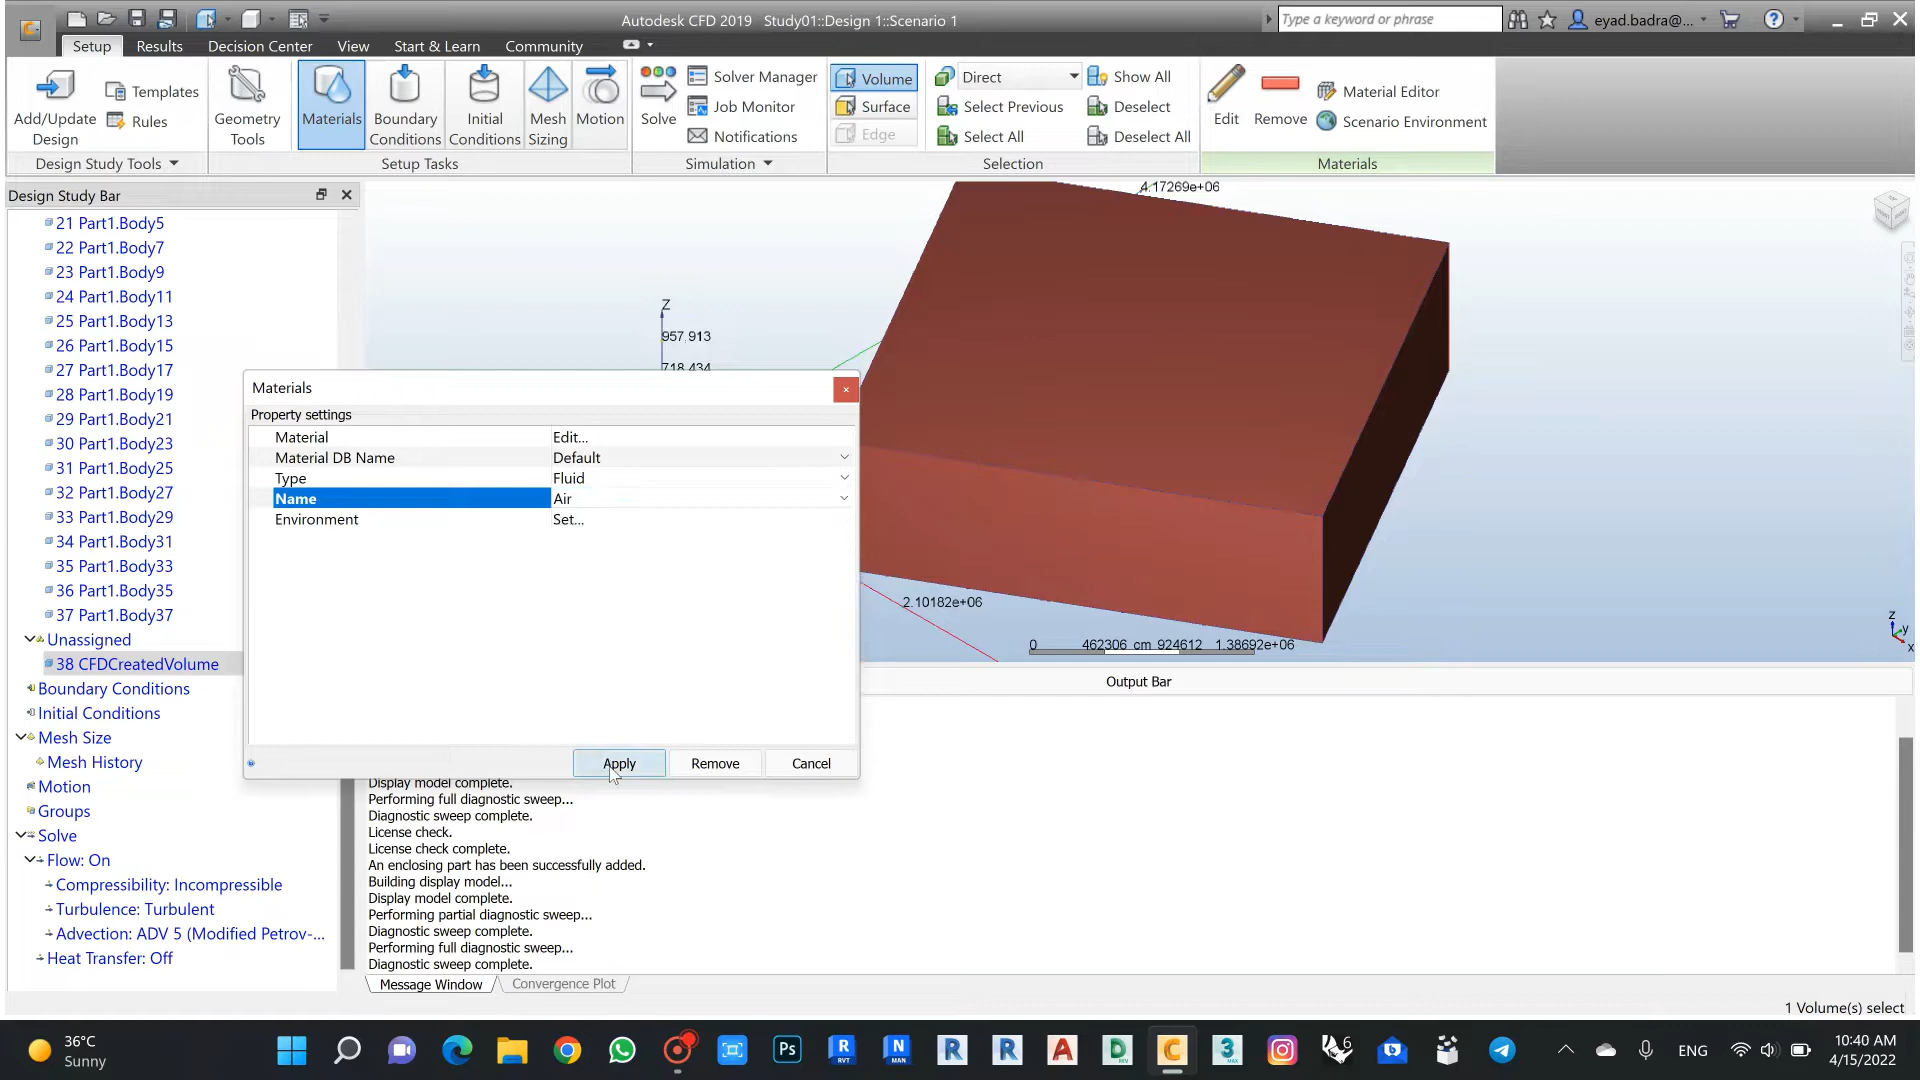 Autodesk CFD 2019   Study01::Design 1::Scenario 1
Type a keyword or phrase
eyad.badra@...
Setup
Results
Decision Center
View
Start & Learn
Community
Add/Update
Design
Templates
Rules
Geometry
Tools
Materials
Boundary
Conditions
Initial
Conditions
Mesh
Sizing
Motion
Solve
Solver Manager
Job Monitor
Notifications
Volume
Surface
Edge
Direct
Select Previous
Select All
Show All
Deselect
Deselect All
Edit
Remove
Material Editor
Scenario Environment
Design Study Tools
Setup Tasks
Simulation
Selection
Materials
Design Study Bar
21 Part1.Body5
22 Part1.Body7
23 Part1.Body9
24 Part1.Body11
25 Part1.Body13
26 Part1.Body15
27 Part1.Body17
28 Part1.Body19
29 Part1.Body21
30 Part1.Body23
31 Part1.Body25
32 Part1.Body27
33 Part1.Body29
34 Part1.Body31
35 Part1.Body33
36 Part1.Body35
37 Part1.Body37
Unassigned
38 CFDCreatedVolume
Boundary Conditions
Initial Conditions
Mesh Size
Mesh History
Motion
Groups
Solve
Flow: On
Compressibility: Incompressible
Turbulence: Turbulent
Advection: ADV 5 (Modified Petrov-...
Heat Transfer: Off
4.17269e+06
Z
957.913
718.434
2.10182e+06
0   462306 cm 924612   1.38692e+06
Z
Y
X
Materials
Property settings
Material   Edit...
Material DB Name   Default
Type   Fluid
Name   Air
Environment   Set...
Apply
Remove
Cancel
Output Bar
Display model complete.
Performing full diagnostic sweep...
Diagnostic sweep complete.
License check.
License check complete.
An enclosing part has been successfully added.
Building display model...
Display model complete.
Performing partial diagnostic sweep...
Diagnostic sweep complete.
Performing full diagnostic sweep...
Diagnostic sweep complete.
Message Window
Convergence Plot
1 Volume(s) select
36°C
Sunny
Ps
R
RVT
N
MAN
R
R
A
D
REV
C
3
MAX
6
b
ENG
10:40 AM
4/15/2022